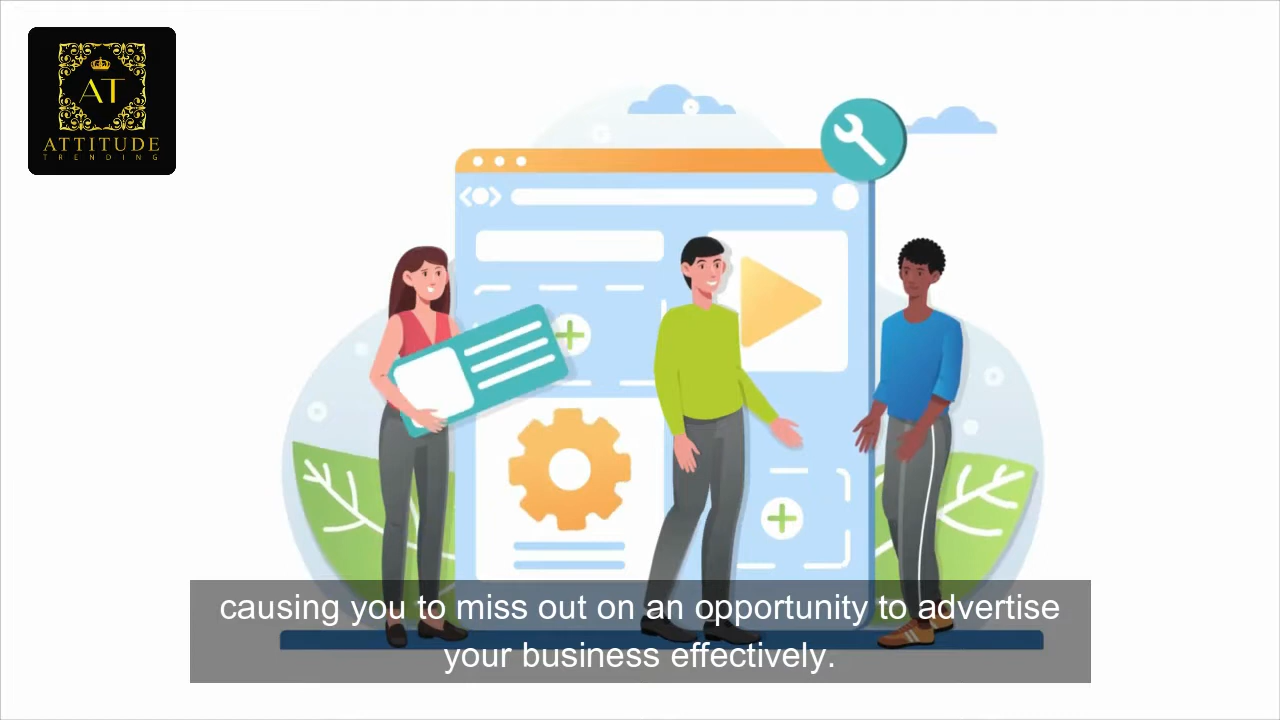 AT
ATTITUDE
TRENDING
causing you to miss out on an opportunity to advertise
your business effectively.